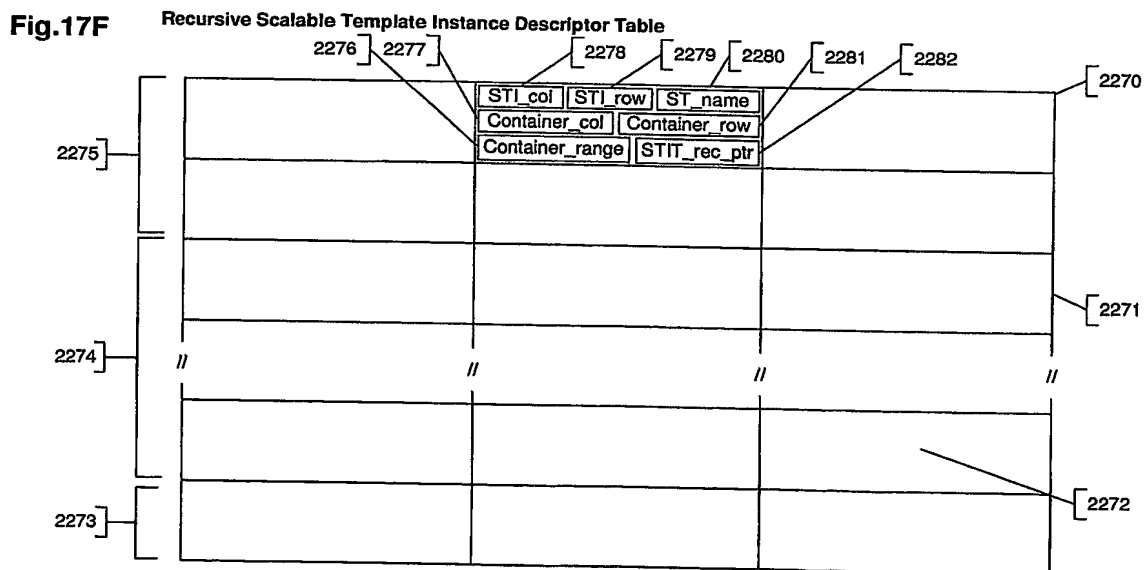 Fig.17F
Recursive Scalable Template Instance Descriptor Table
2276 2277 2278 2279 2280 2281 2282
2270
STI_col STI_row ST_name
Container_col Container_row
Container_range STIT_rec_ptr
2275
2271
2274
// // // //
2272
2273